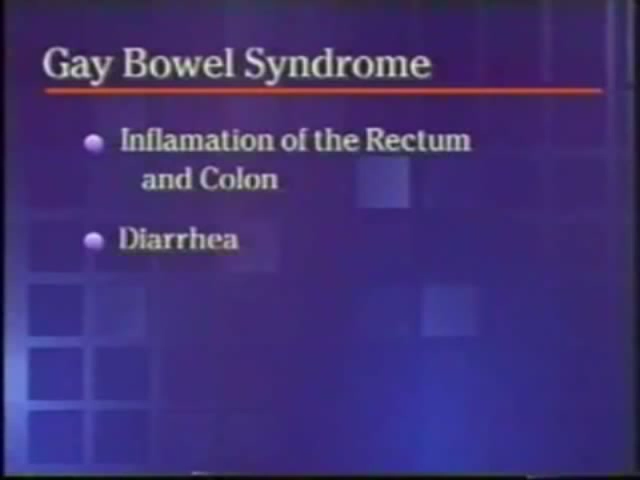 Gay Bowel Syndrome
Inflamation of the Rectum
and Colon
Diarrhea